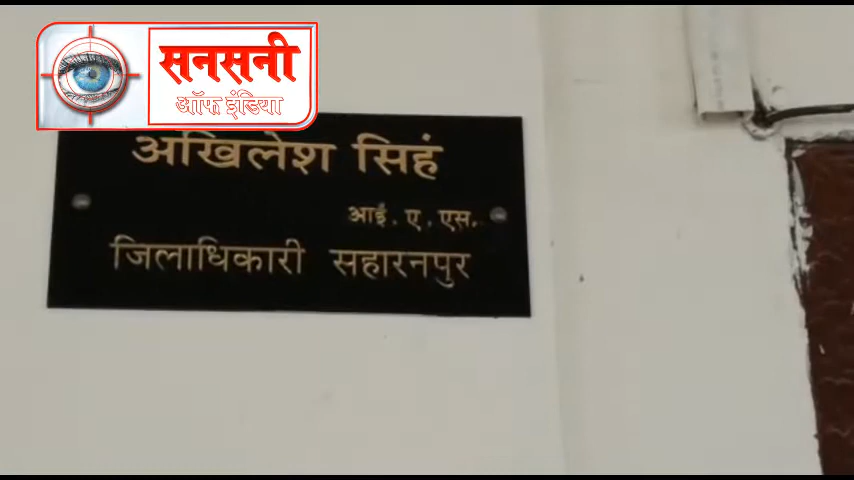 सनसनी
ऑफ इंडिया
अखिलेश सिहं
आई. ए. एस.
जिलाधिकारी सहारनपुर